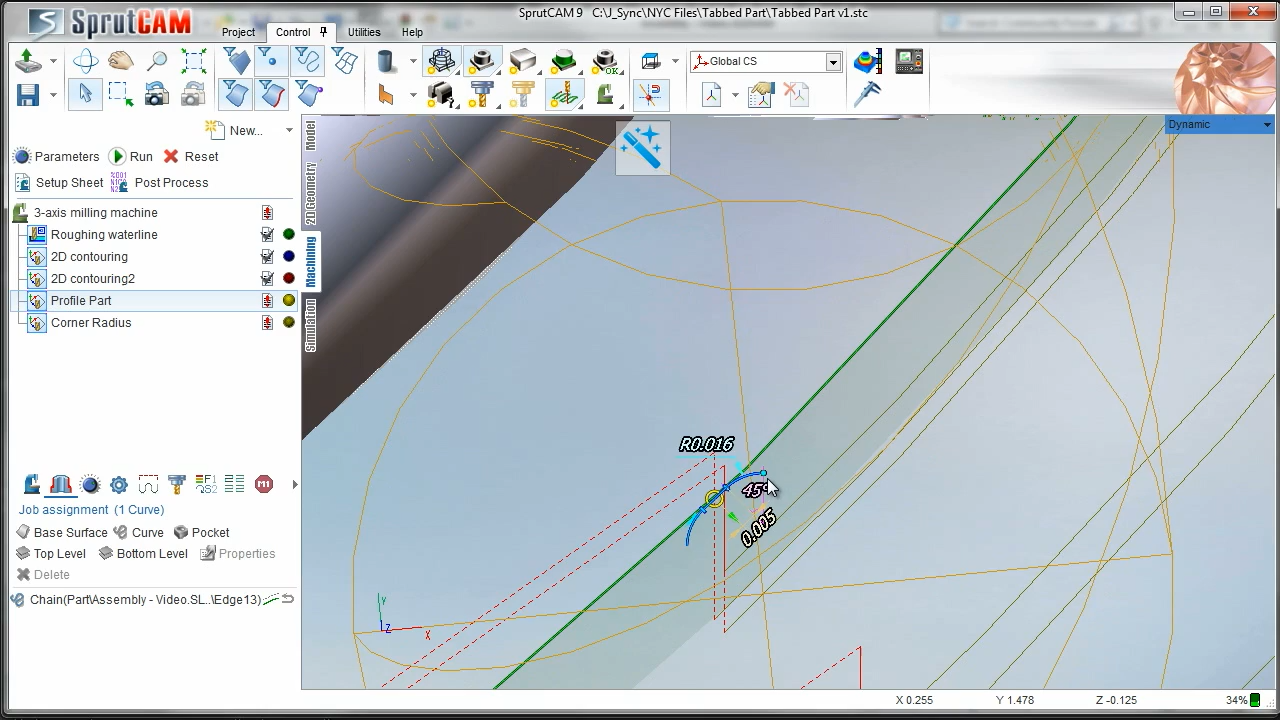 SprutCAM
SprutCAM 9 C:\J_Sync\NYC Files\Tabbed Part\Tabbed Part v1.stc
Project
Control
Utilities
Help
OK
Global CS
New...
Parameters
Run
Reset
Setup Sheet
Post Process
3-axis milling machine
Roughing waterline
2D contouring
2D contouring2
Profile Part
Corner Radius
Model
2D Geometry
Machining
Simulation
Dynamic
R0.016
45°
0.005
Y
Z
X
M1
Job assignment (1 Curve)
Base Surface
Curve
Pocket
Top Level
Bottom Level
Properties
Delete
Chain(Part\Assembly - Video.SL..\Edge13)
X 0.255
Y 1.478
Z -0.125
34%